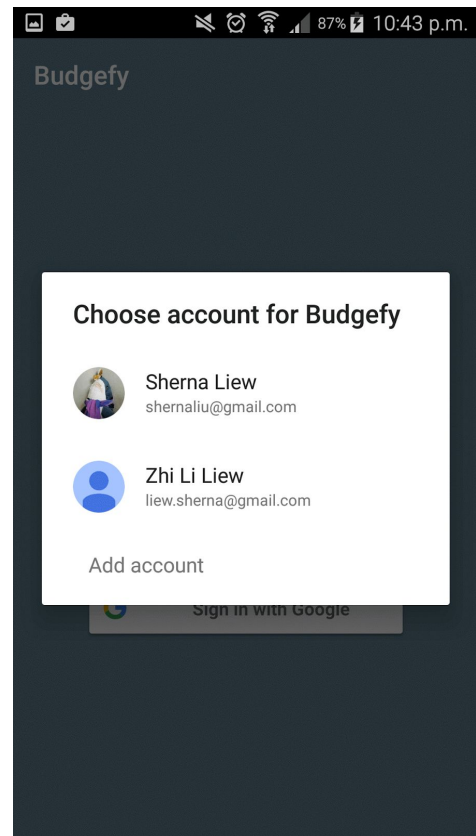 87% 10:43 p.m.
Budgefy
Choose account for Budgefy
Sherna Liew
shernaliu@gmail.com
Zhi Li Liew
liew.sherna@gmail.com
Add account
Sign in with Google